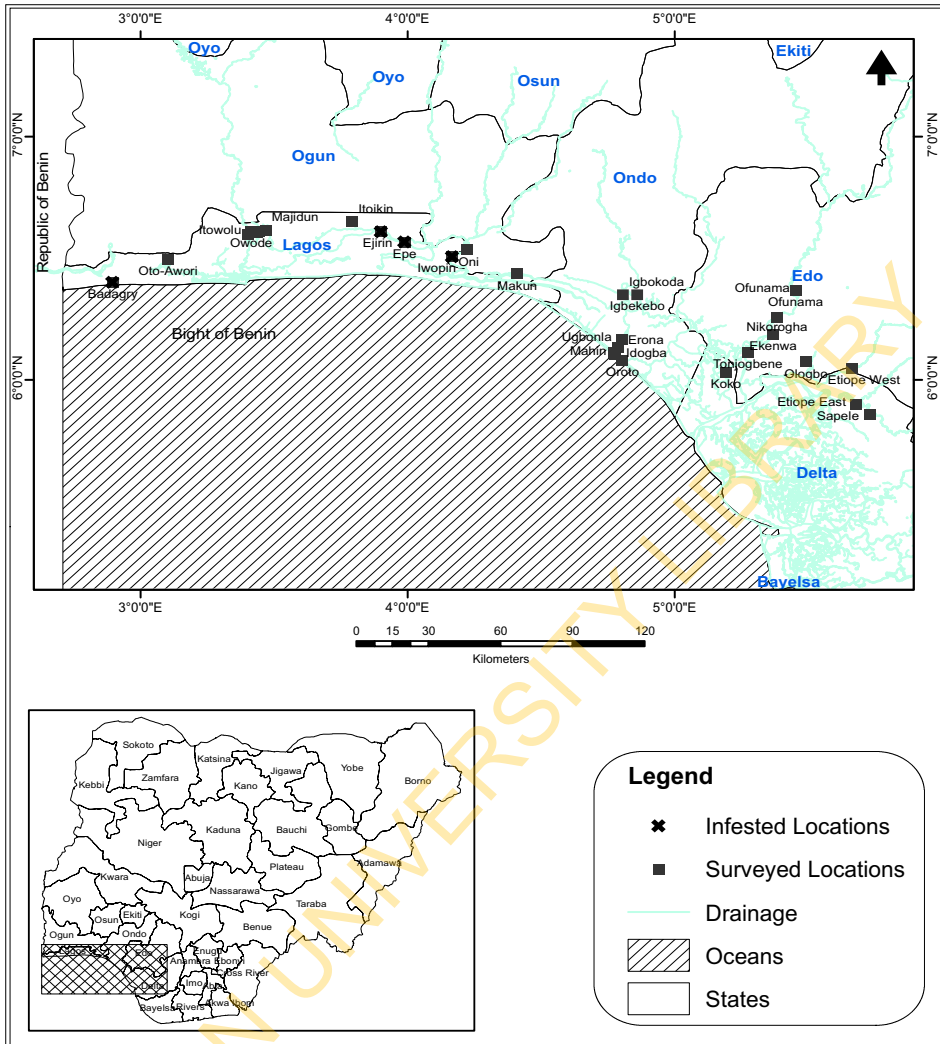 3°0'0"E 4°0'0"E 5°0'0"E
Oyo
Ekiti
Oyo
Osun
7°0'0"N
7°0'0"N
Ogun
Ondo
Republic of Benin
Itoikin
Majidun
Itowolu
Owode
Lagos
Ejirin
Epe
Oni
Iwopin
Oto-Awori
Makun
Badagry
Igbokoda
Igbekebo
Edo
Ofunama
Ofunama
Bight of Benin
Nikorogha
Ugbonla
Erona
Ekenwa
Mahin
Idogba
Tonjogbene
Oroto
Koko
Ologbo
Etiope West
6°0'0"N
6°0'0"N
Etiope East
Sapele
Delta
Bayelsa
3°0'0"E 4°0'0"E 5°0'0"E
0 15 30 60 90 120
Kilometers
Sokoto
Katsina
Kebbi
Zamfara
Kano
Jigawa
Yobe
Borno
Niger
Kaduna
Bauchi
Gombe
Adamawa
Kwara
Abuja
Plateau
Nassarawa
Taraba
Oyo
Osun
Ekiti
Kogi
Benue
Ogun
Ondo
Lagos
Edo
Enugu
Anambra
Ebonyi
Cross River
Delta
Imo
Abia
Bayelsa
Rivers
Akwa Ibom
Legend
Infested Locations
Surveyed Locations
Drainage
Oceans
States
N UNIVERSITY LIBRARY